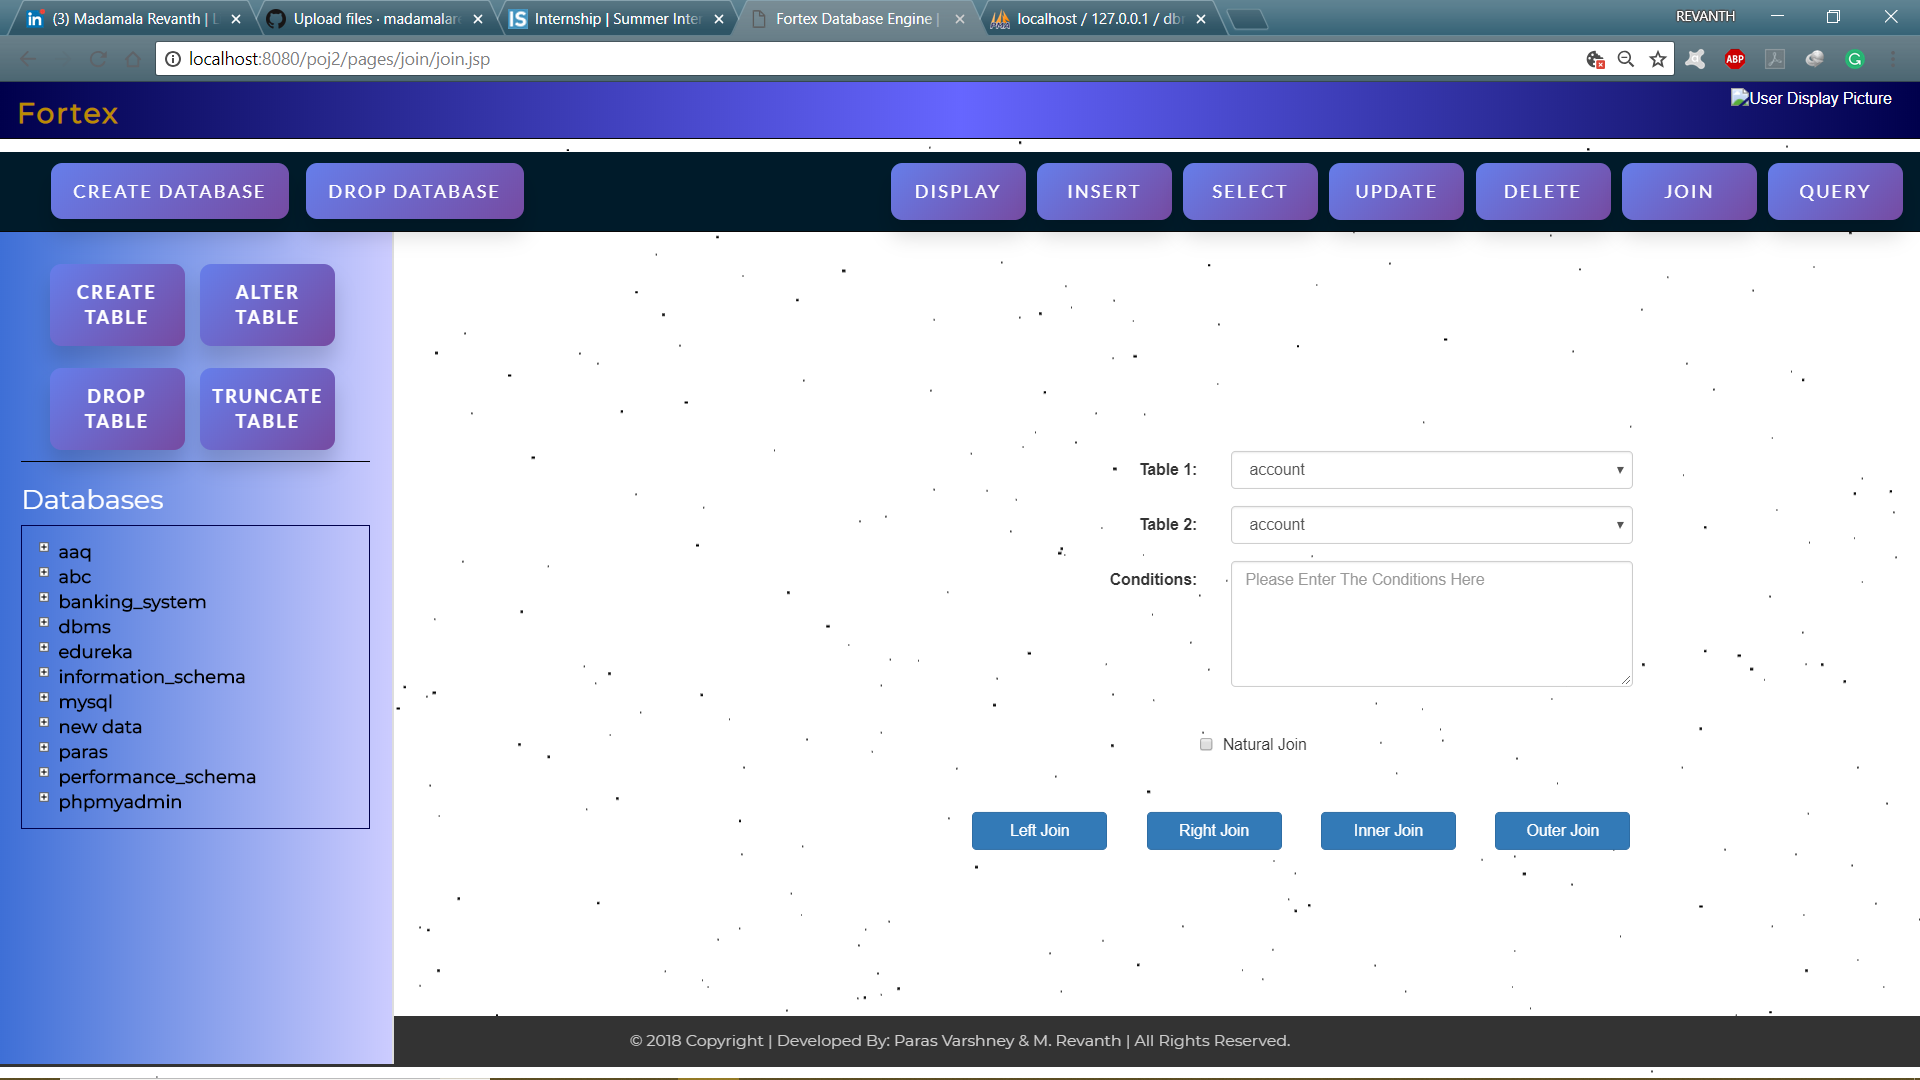 (3) Madamala Revanth | L
Upload files · madamalare
Internship | Summer Inter
Fortex Database Engine |
localhost / 127.0.0.1 / dbm
REVANTH
localhost:8080/poj2/pages/join/join.jsp
ABP
Fortex
User Display Picture
CREATE DATABASE
DROP DATABASE
DISPLAY
INSERT
SELECT
UPDATE
DELETE
JOIN
QUERY
CREATE
TABLE
ALTER
TABLE
DROP
TABLE
TRUNCATE
TABLE
Databases
aaq
abc
banking_system
dbms
edureka
information_schema
mysql
new data
paras
performance_schema
phpmyadmin
Table 1:
account
Table 2:
account
Conditions:
Please Enter The Conditions Here
Natural Join
Left Join
Right Join
Inner Join
Outer Join
© 2018 Copyright | Developed By: Paras Varshney & M. Revanth | All Rights Reserved.